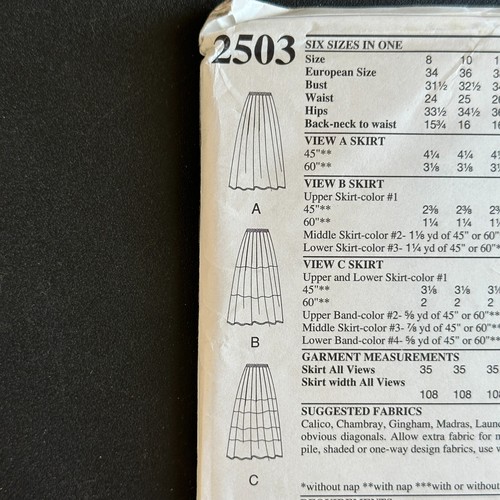 2503
SIX SIZES IN ONE
Size 8 10
European Size 34 36
Bust 31½ 32½
Waist 24 25
Hips 33½ 34½
Back-neck to waist 15¾ 16
VIEW A SKIRT
45"** 4¼ 4¼
60"** 3⅛ 3⅛
A
VIEW B SKIRT
Upper Skirt-color #1
45"** 2⅜ 2⅜
60"** 1¼ 1¼
Middle Skirt-color #2- 1⅛ yd of 45" or 60"
Lower Skirt-color #3- 1¼ yd of 45" or 60"*
B
VIEW C SKIRT
Upper and Lower Skirt-color #1
45"** 3⅛ 3⅛
60"** 2 2 2
Upper Band-color #2- ⅝ yd of 45" or 60"**
Middle Skirt-color #3- ⅞ yd of 45" or 60"**
Lower Band-color #4- ⅝ yd of 45" or 60"**
GARMENT MEASUREMENTS
Skirt All Views 35 35 35
Skirt width All Views
108 108
C
SUGGESTED FABRICS
Calico, Chambray, Gingham, Madras,
obvious diagonals. Allow extra fabric for
pile, shaded or one-way design fabrics, use
*without nap **with nap ***with or without